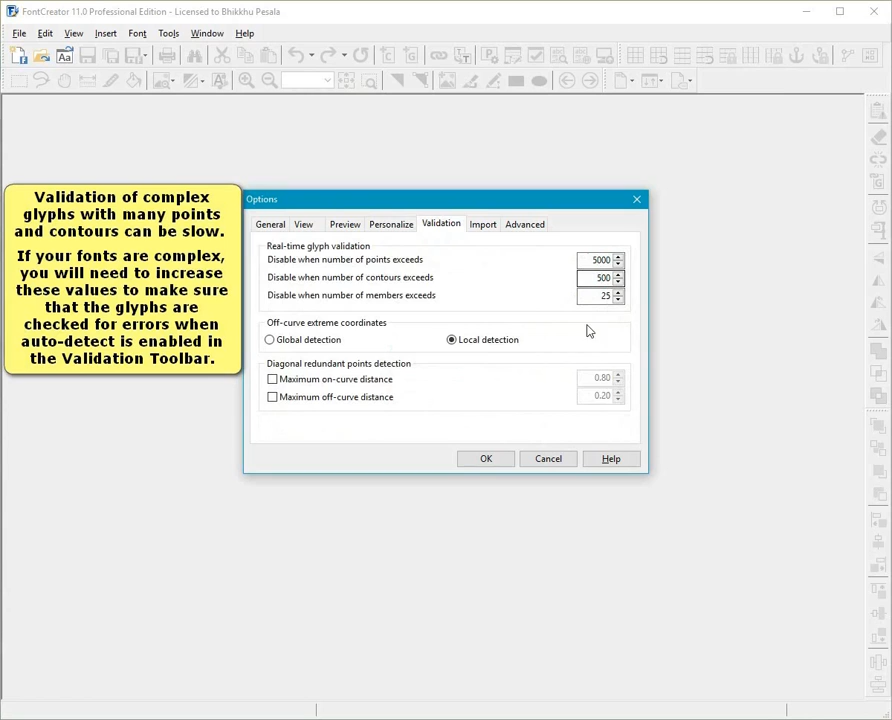 FontCreator 11.0 Professional Edition - Licensed to Bhikkhu Pesala
File Edit View Insert Font Tools Window Help
Validation of complex
glyphs with many points
and contours can be slow.
If your fonts are complex,
you will need to increase
these values to make sure
that the glyphs are
checked for errors when
auto-detect is enabled in
the Validation Toolbar.
Options
General View Preview Personalize Validation Import Advanced
Real-time glyph validation
Disable when number of points exceeds 5000
Disable when number of contours exceeds 500
Disable when number of members exceeds 25
Off-curve extreme coordinates
Global detection Local detection
Diagonal redundant points detection
Maximum on-curve distance 0.80
Maximum off-curve distance 0.20
OK Cancel Help